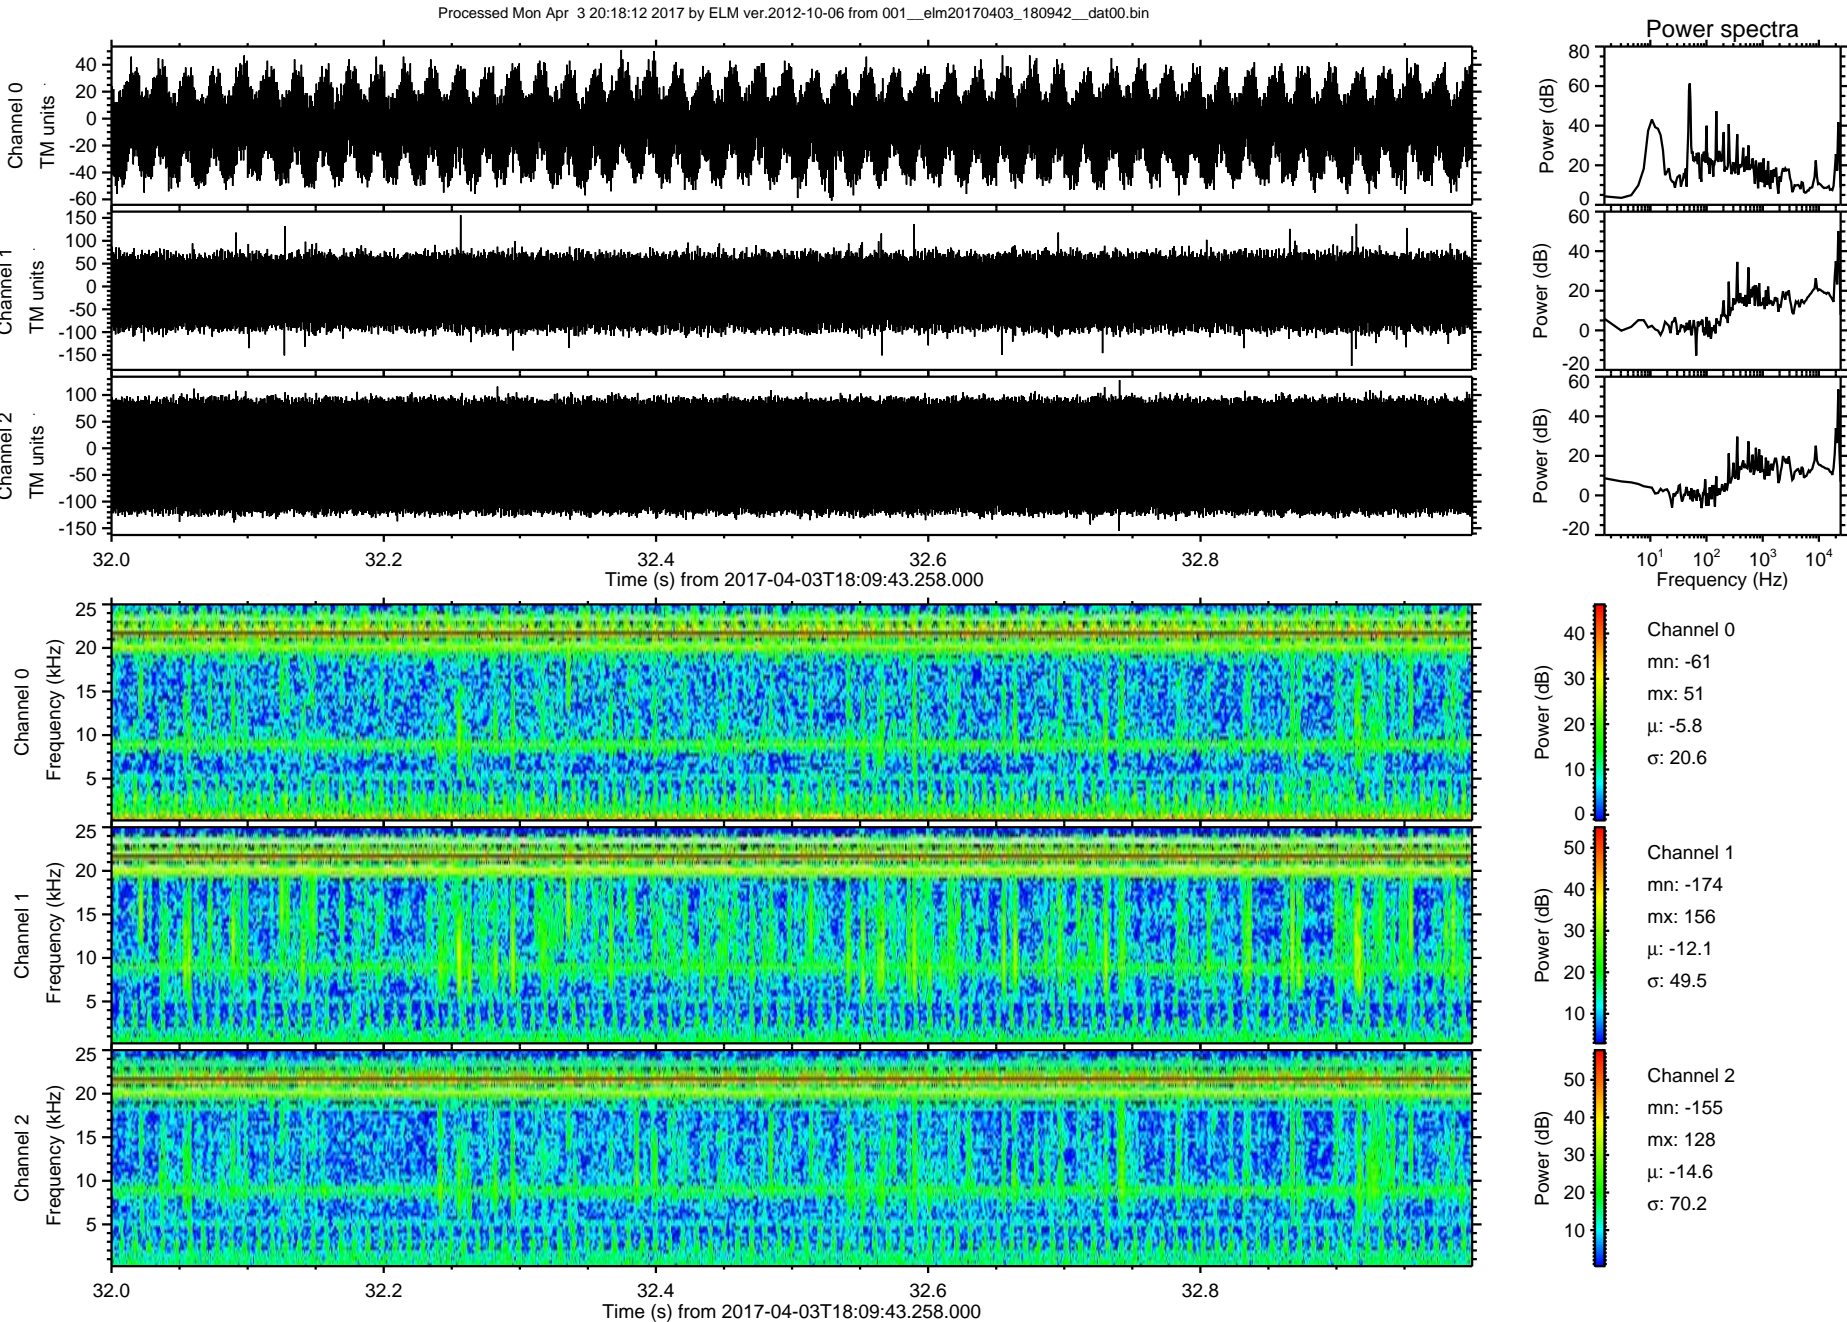 Processed Mon Apr  3 20:18:12 2017 by ELM ver.2012-10-06 from 001__elm20170403_180942__dat00.bin
Power spectra
Channel 0
TM units
40
20
0
-20
-40
-60
Power (dB)
80
60
40
20
0
Channel 1
TM units
150
100
50
0
-50
-100
-150
Power (dB)
60
40
20
0
-20
Channel 2
TM units
100
50
0
-50
-100
-150
Power (dB)
60
40
20
0
-20
32.0 32.2 32.4 32.6 32.8
Time (s) from 2017-04-03T18:09:43.258.000
10¹ 10² 10³ 10⁴
Frequency (Hz)
Channel 0
Frequency (kHz)
25
20
15
10
5
Power (dB)
40
30
20
10
0
Channel 0
mn: -61
mx: 51
μ: -5.8
σ: 20.6
Channel 1
Frequency (kHz)
25
20
15
10
5
Power (dB)
50
40
30
20
10
Channel 1
mn: -174
mx: 156
μ: -12.1
σ: 49.5
Channel 2
Frequency (kHz)
25
20
15
10
5
Power (dB)
50
40
30
20
10
Channel 2
mn: -155
mx: 128
μ: -14.6
σ: 70.2
32.0 32.2 32.4 32.6 32.8
Time (s) from 2017-04-03T18:09:43.258.000